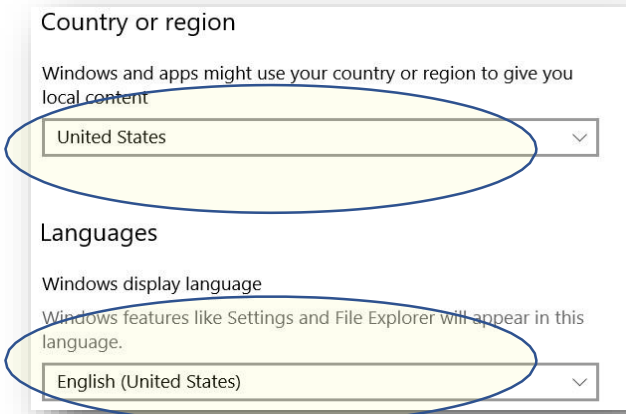 Country or region
Windows and apps might use your country or region to give you
local content
United States
Languages
Windows display language
Windows features like Settings and File Explorer will appear in this
language.
English (United States)